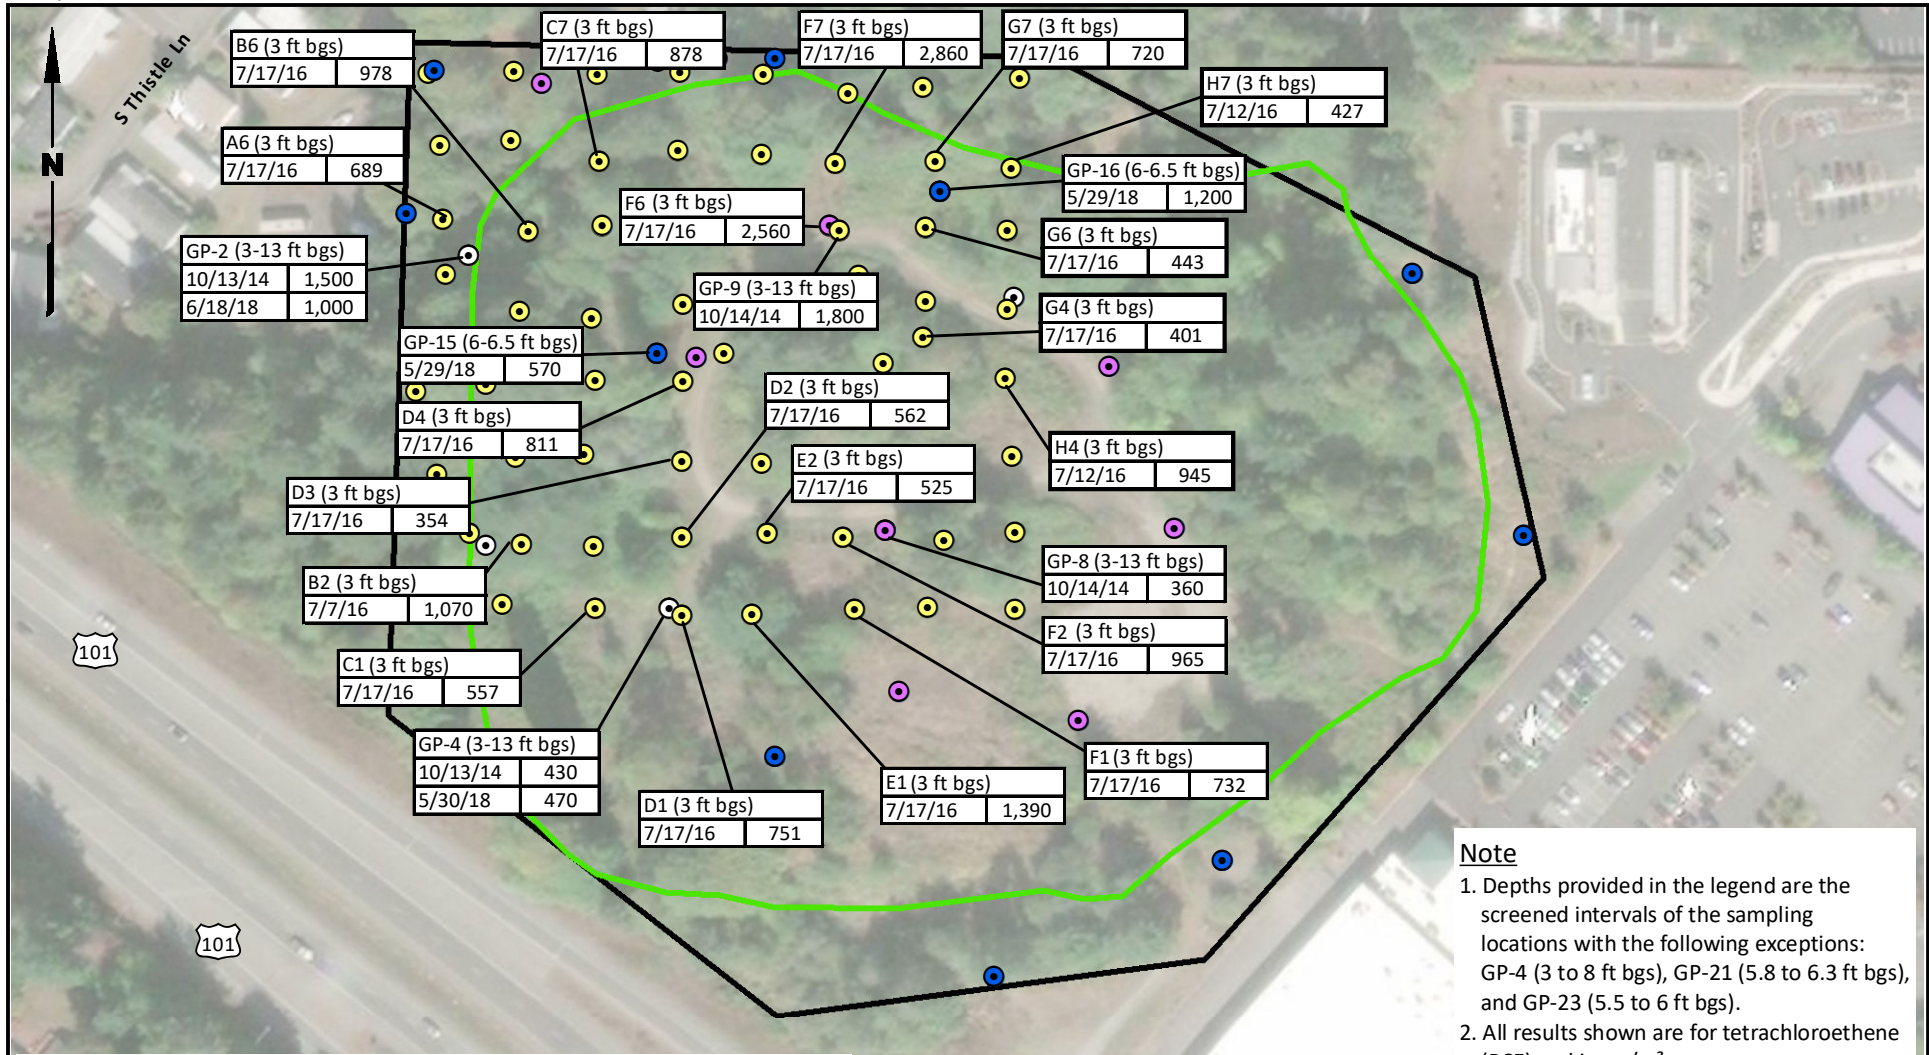 C7 (3 ft bgs)
7/17/16 878
F7 (3 ft bgs)
7/17/16 2,860
G7 (3 ft bgs)
7/17/16 720
B6 (3 ft bgs)
7/17/16 978
S Thistle Ln
H7 (3 ft bgs)
7/12/16 427
N
A6 (3 ft bgs)
7/17/16 689
GP-16 (6-6.5 ft bgs)
5/29/18 1,200
F6 (3 ft bgs)
7/17/16 2,560
G6 (3 ft bgs)
7/17/16 443
GP-2 (3-13 ft bgs)
10/13/14 1,500
6/18/18 1,000
GP-9 (3-13 ft bgs)
10/14/14 1,800
G4 (3 ft bgs)
7/17/16 401
GP-15 (6-6.5 ft bgs)
5/29/18 570
D2 (3 ft bgs)
7/17/16 562
D4 (3 ft bgs)
7/17/16 811
E2 (3 ft bgs)
7/17/16 525
H4 (3 ft bgs)
7/12/16 945
D3 (3 ft bgs)
7/17/16 354
GP-8 (3-13 ft bgs)
10/14/14 360
B2 (3 ft bgs)
7/7/16 1,070
F2 (3 ft bgs)
7/17/16 965
101
C1 (3 ft bgs)
7/17/16 557
GP-4 (3-13 ft bgs)
10/13/14 430
5/30/18 470
F1 (3 ft bgs)
7/17/16 732
E1 (3 ft bgs)
7/17/16 1,390
D1 (3 ft bgs)
7/17/16 751
101
Note
1. Depths provided in the legend are the
screened intervals of the sampling
locations with the following exceptions:
GP-4 (3 to 8 ft bgs), GP-21 (5.8 to 6.3 ft bgs),
and GP-23 (5.5 to 6 ft bgs).
2. All results shown are for tetrachloroethene